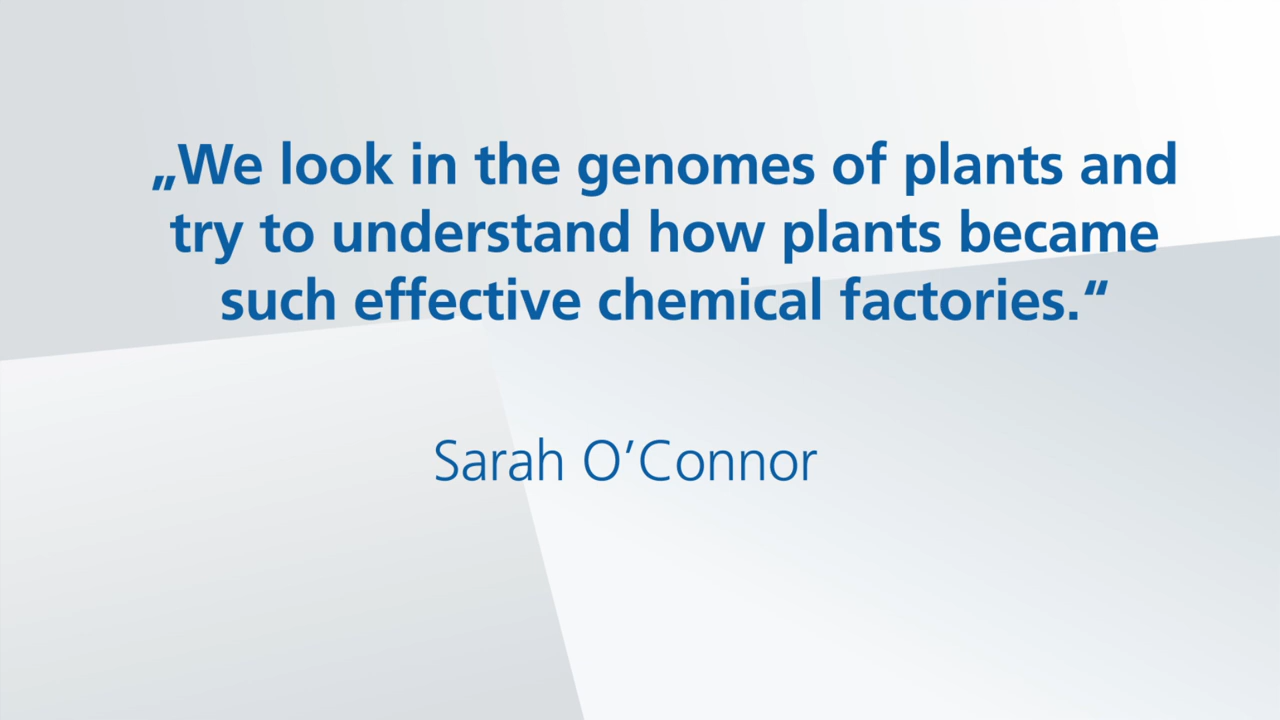 „We look in the genomes of plants and
try to understand how plants became
such effective chemical factories.“
Sarah O’Connor